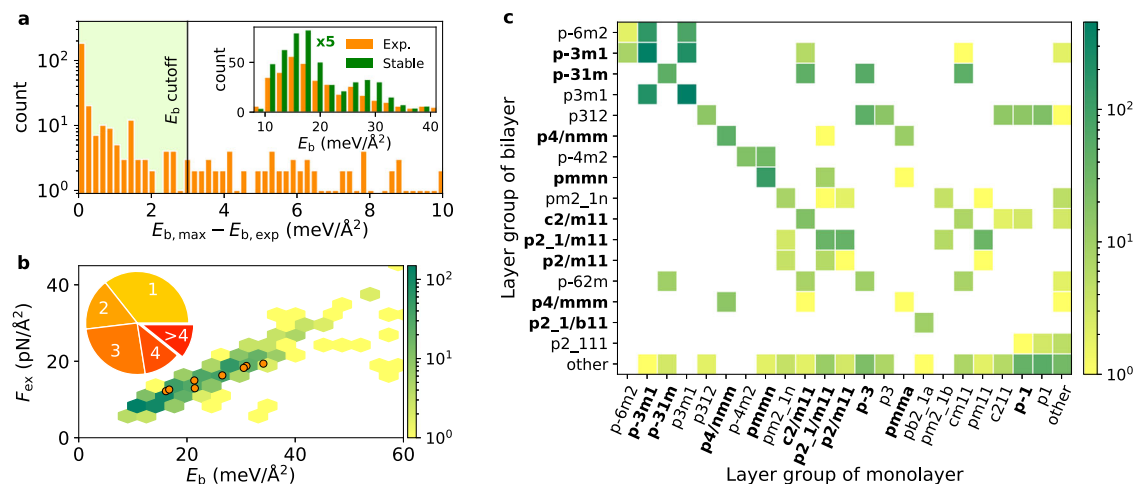 a
count
10²
10¹
10⁰
0
2
4
6
8
10
E_b,max − E_b,exp (meV/Å²)
E_b cutoff
count
50
0
x5
Exp.
Stable
10
20
30
40
E_b (meV/Å²)
b
F_ex (pN/Å²)
40
20
0
0
20
40
60
E_b (meV/Å²)
1
2
3
4
>4
10²
10¹
10⁰
c
Layer group of bilayer
p-6m2
p-3m1
p-31m
p3m1
p312
p4/nmm
p-4m2
pmmn
pm2_1n
c2/m11
p2_1/m11
p2/m11
p-62m
p4/mmm
p2_1/b11
p2_111
other
p-6m2
p-3m1
p-31m
p3m1
p312
p4/nmm
p-4m2
pmmn
pm2_1n
c2/m11
p2_1/m11
p2/m11
p-3
p3
pmma
pb2_1a
pm2_1b
cm11
pm11
c211
p-1
p1
other
Layer group of monolayer
10²
10¹
10⁰